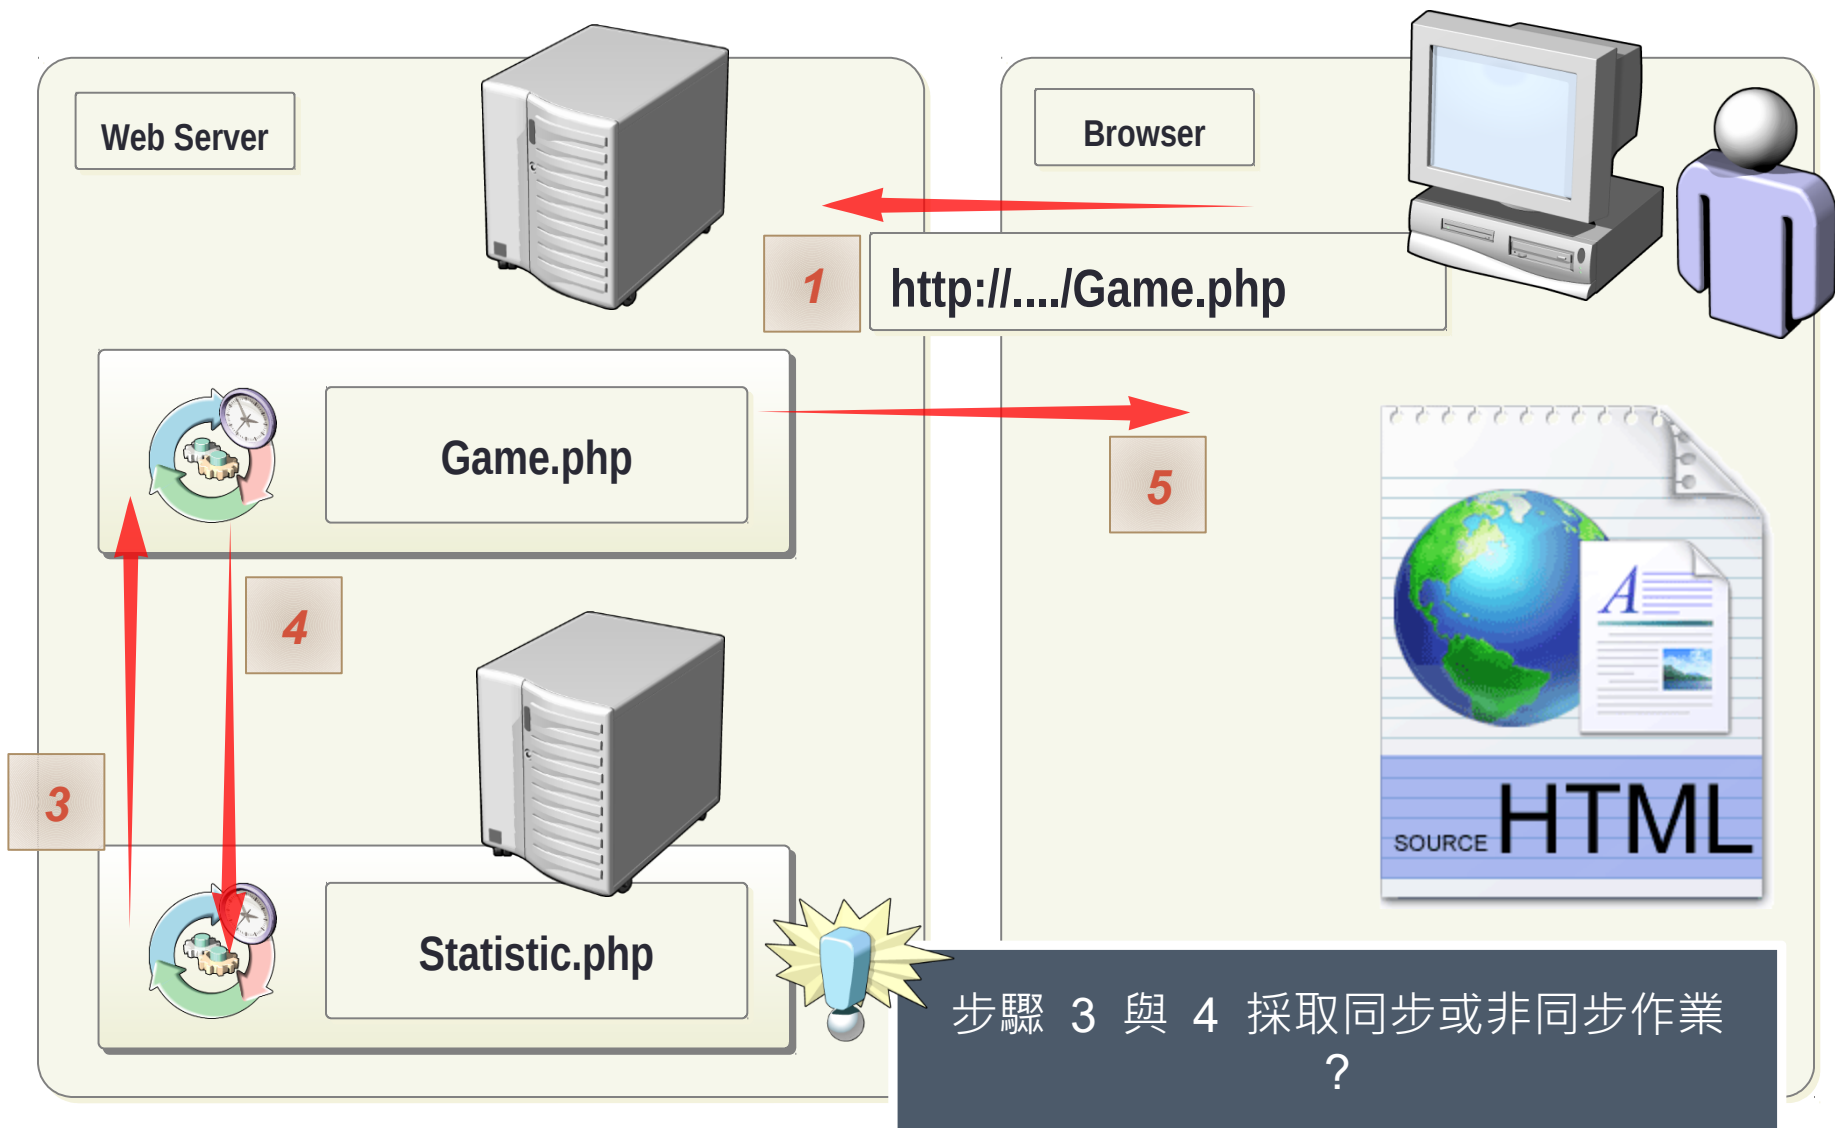 Web Server
Browser
1
http://..../Game.php
Game.php
5
4
3
Statistic.php
A
SOURCE HTML
步驟 3 與 4 採取同步或非同步作業
?